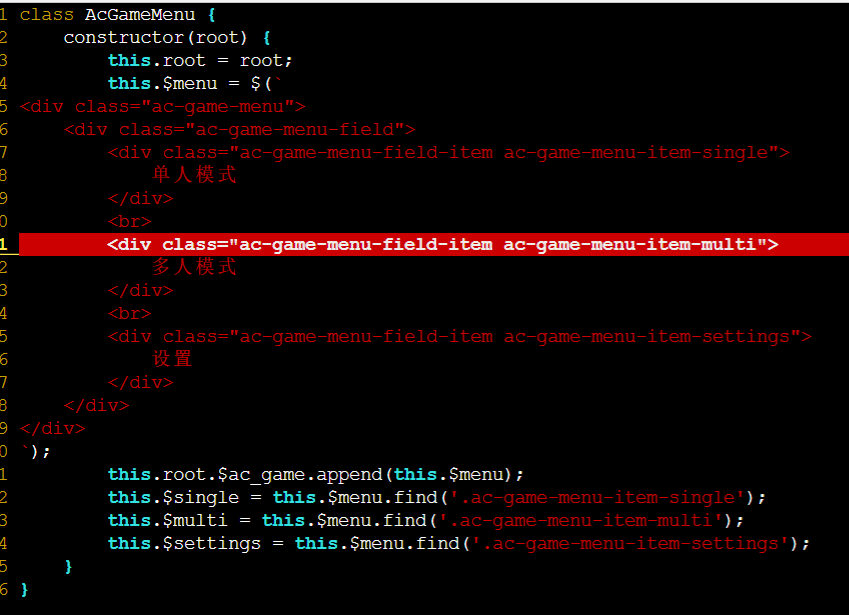 1 class AcGameMenu {
2     constructor(root) {
3         this.root = root;
4         this.$menu = $(`
5 <div class="ac-game-menu">
6     <div class="ac-game-menu-field">
7         <div class="ac-game-menu-field-item ac-game-menu-item-single">
8             单人模式
9         </div>
0         <br>
1         <div class="ac-game-menu-field-item ac-game-menu-item-multi">
2             多人模式
3         </div>
4         <br>
5         <div class="ac-game-menu-field-item ac-game-menu-item-settings">
6             设置
7         </div>
8     </div>
9 </div>
0 `);
1         this.root.$ac_game.append(this.$menu);
2         this.$single = this.$menu.find('.ac-game-menu-item-single');
3         this.$multi = this.$menu.find('.ac-game-menu-item-multi');
4         this.$settings = this.$menu.find('.ac-game-menu-item-settings');
5     }
6 }